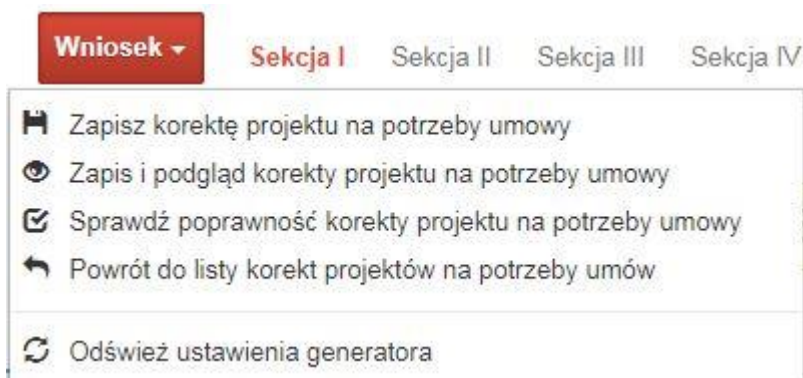 Wniosek
Sekcja I Sekcja II Sekcja III Sekcja IV
Zapisz korektę projektu na potrzeby umowy
Zapis i podgląd korekty projektu na potrzeby umowy
Sprawdź poprawność korekty projektu na potrzeby umowy
Powrót do listy korekt projektów na potrzeby umów
Odśwież ustawienia generatora